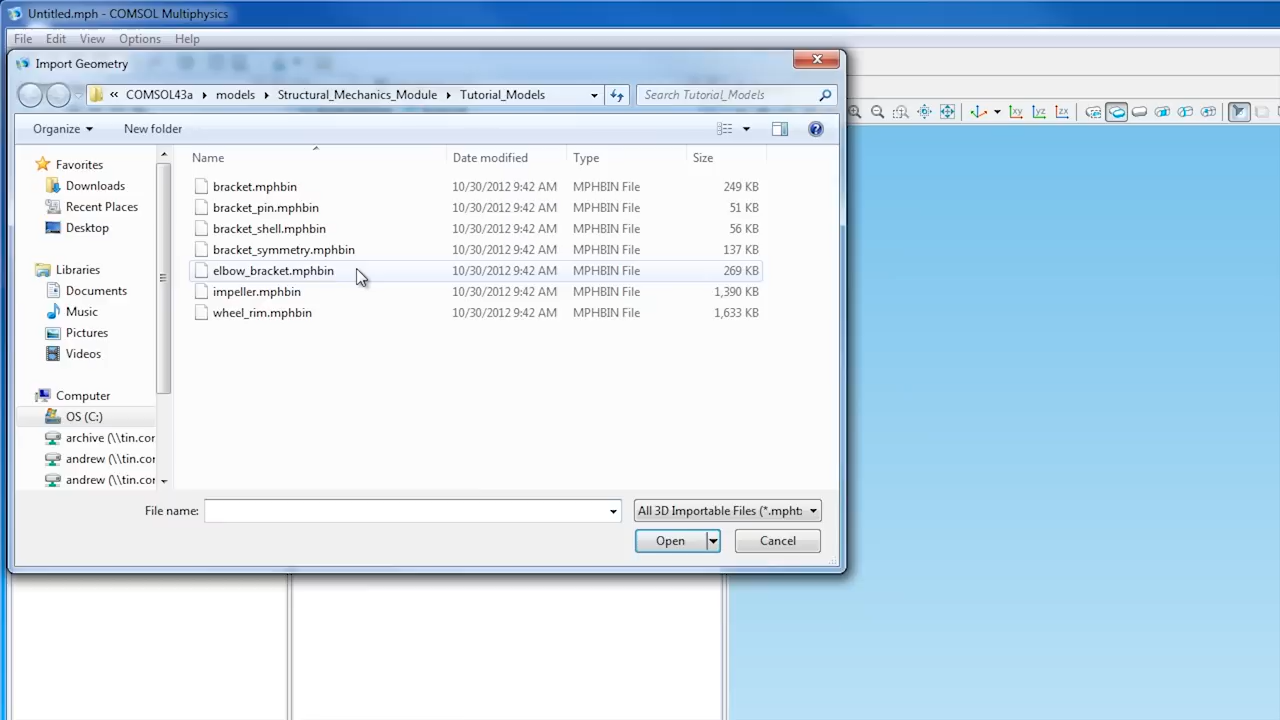 Untitled.mph - COMSOL Multiphysics
File Edit View Options Help
Import Geometry
« COMSOL43a models Structural_Mechanics_Module Tutorial_Models Search Tutorial_Models
Organize New folder
Name Date modified Type Size
Favorites
Downloads
Recent Places
Desktop
Libraries
Documents
Music
Pictures
Videos
Computer
OS (C:)
archive (\\tin.cor
andrew (\\tin.cor
andrew (\\tin.cor
bracket.mphbin 10/30/2012 9:42 AM MPHBIN File 249 KB
bracket_pin.mphbin 10/30/2012 9:42 AM MPHBIN File 51 KB
bracket_shell.mphbin 10/30/2012 9:42 AM MPHBIN File 56 KB
bracket_symmetry.mphbin 10/30/2012 9:42 AM MPHBIN File 137 KB
elbow_bracket.mphbin 10/30/2012 9:42 AM MPHBIN File 269 KB
impeller.mphbin 10/30/2012 9:42 AM MPHBIN File 1,390 KB
wheel_rim.mphbin 10/30/2012 9:42 AM MPHBIN File 1,633 KB
File name: All 3D Importable Files (*.mphb
Open Cancel
xy yz zx